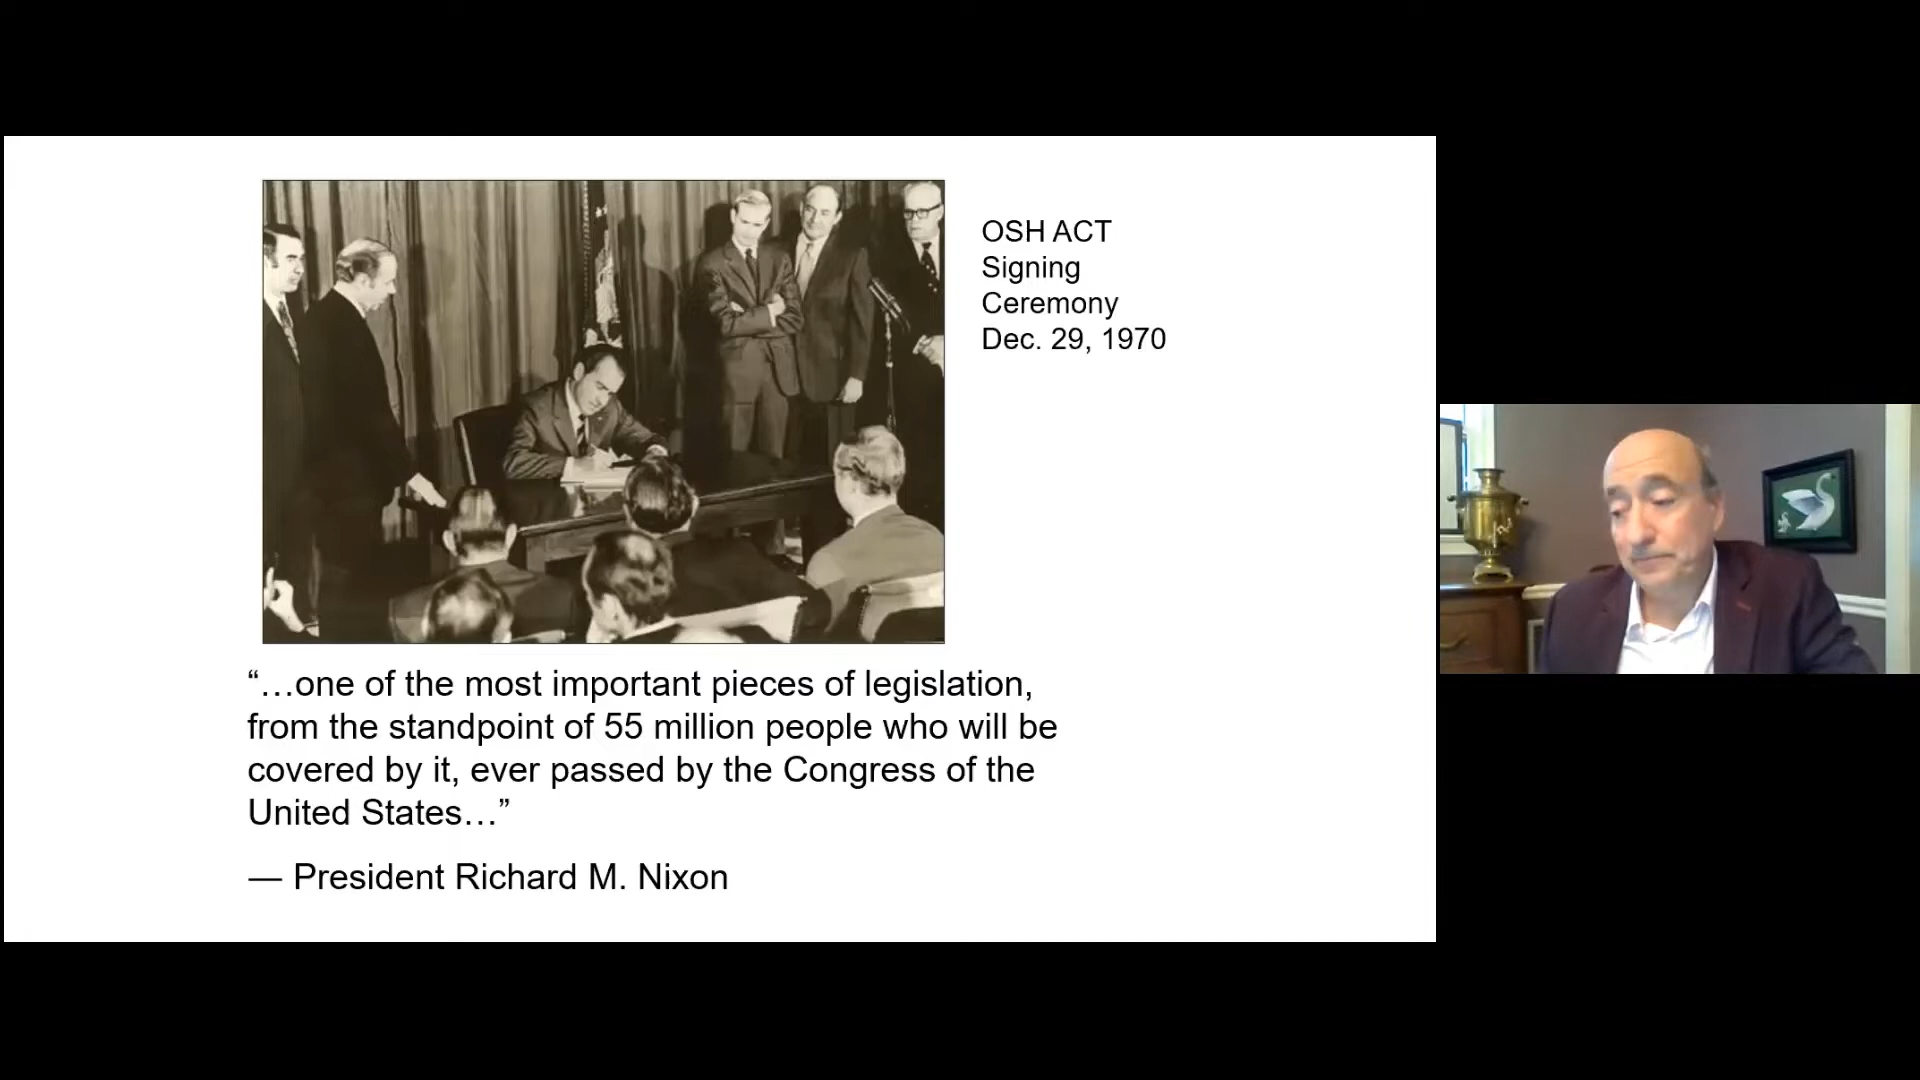 OSH ACT
Signing
Ceremony
Dec. 29, 1970
“…one of the most important pieces of legislation,
from the standpoint of 55 million people who will be
covered by it, ever passed by the Congress of the
United States…”
— President Richard M. Nixon